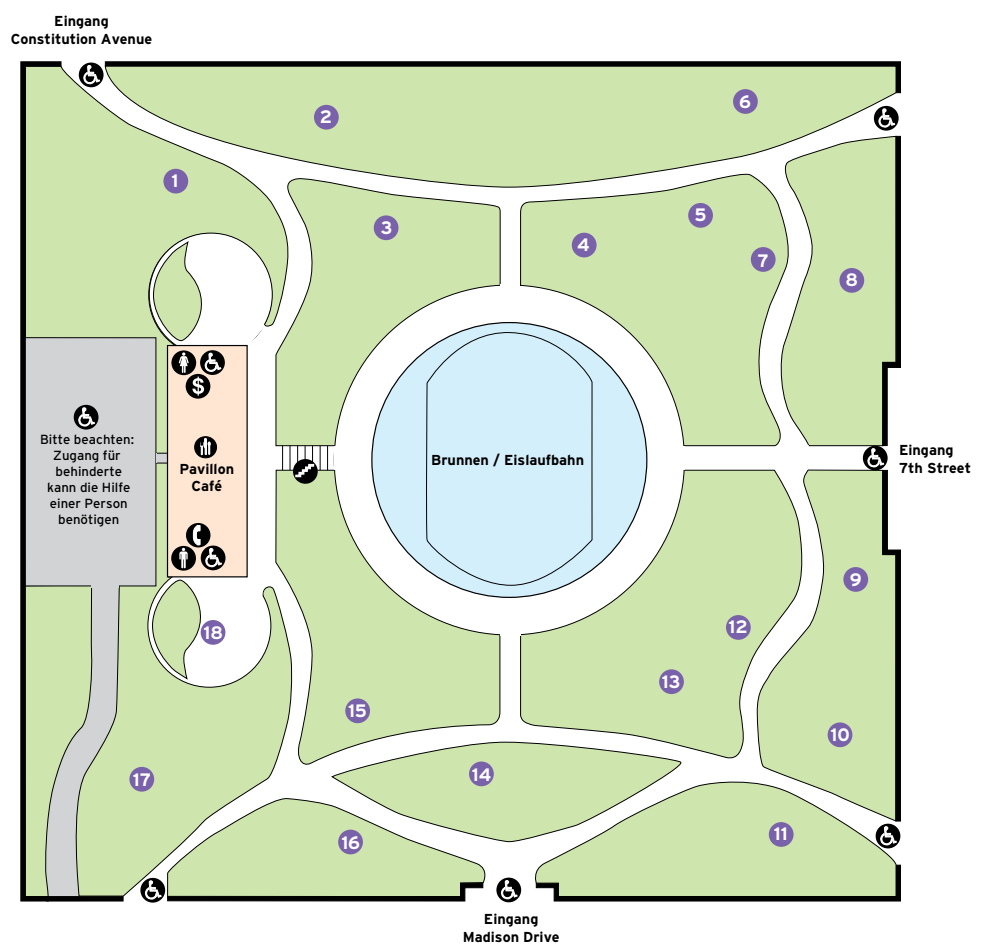 Eingang
Constitution Avenue
2
6
1
3
5
4
7
8
$
Bitte beachten:
Zugang für
behinderte
kann die Hilfe
einer Person
benötigen
Pavillon
Café
Brunnen / Eislaufbahn
Eingang
7th Street
9
18
12
13
15
10
14
17
11
16
Eingang
Madison Drive